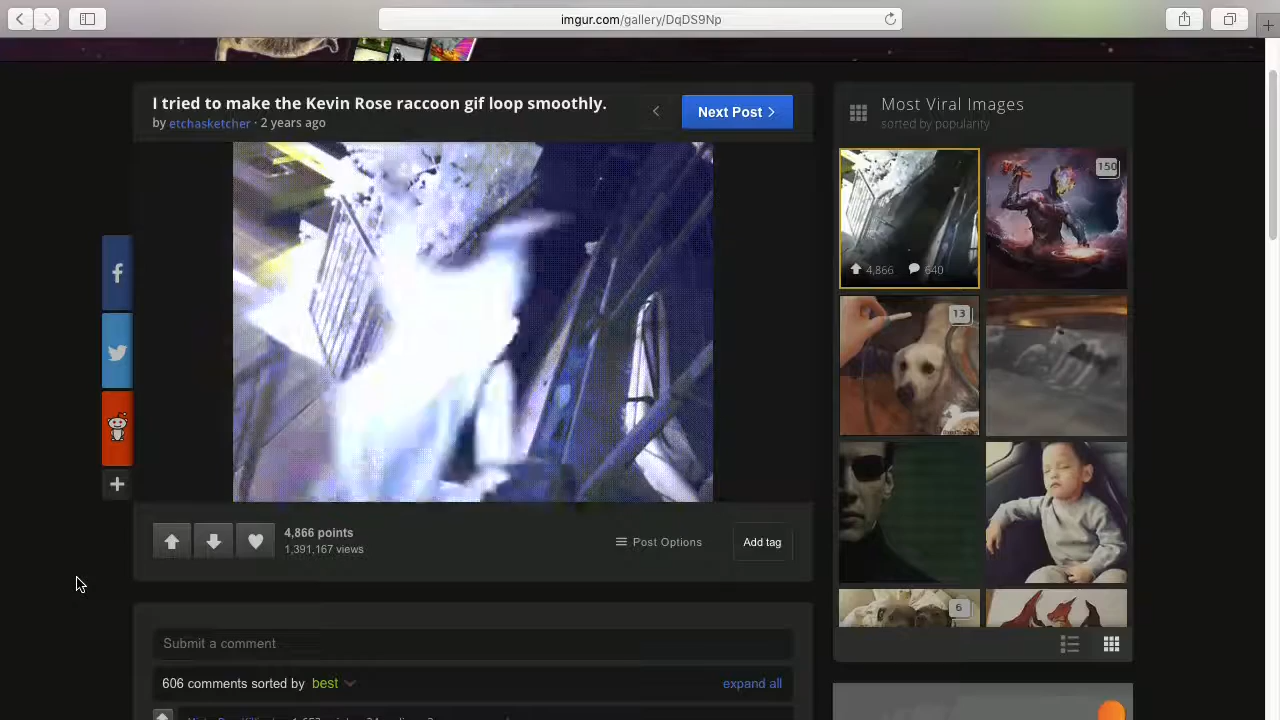 imgur.com/gallery/DqDS9Np
I tried to make the Kevin Rose raccoon gif loop smoothly.
by etchasketcher · 2 years ago
Next Post
Most Viral Images
sorted by popularity
4,866
640
150
13
6
4,866 points
1,391,167 views
Post Options
Add tag
Submit a comment
606 comments sorted by best
expand all